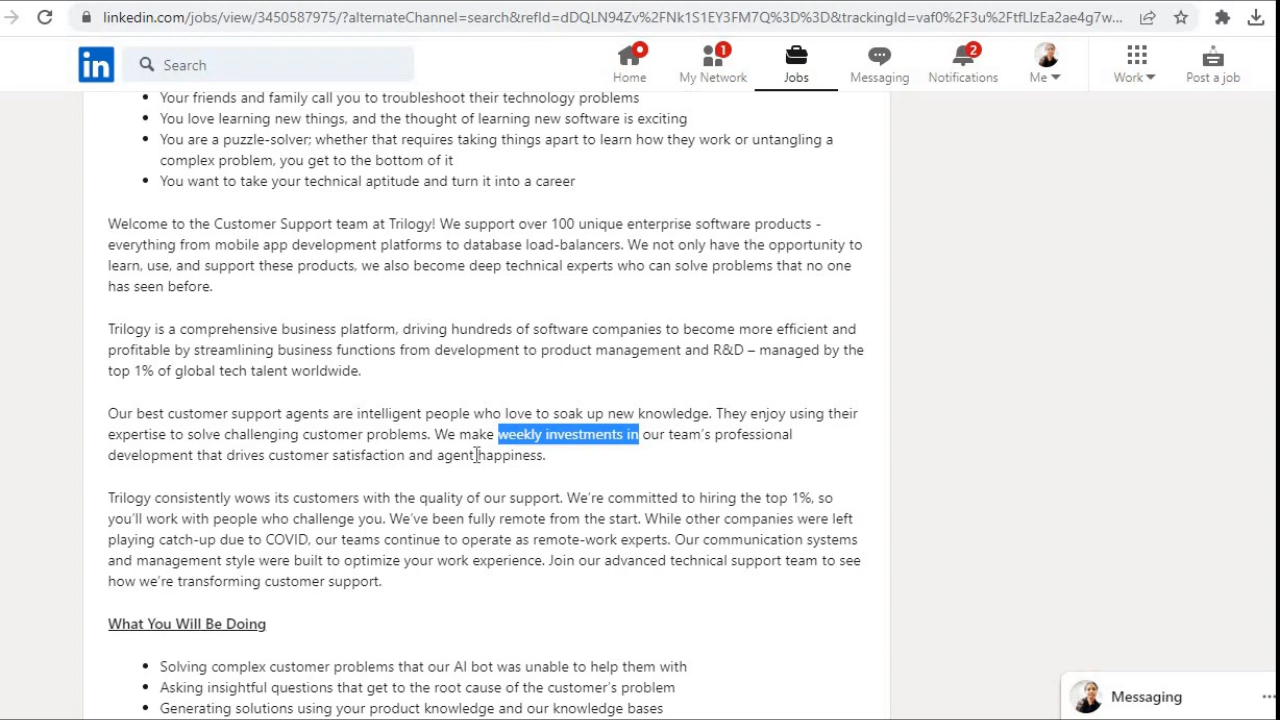 linkedin.com/jobs/view/3450587975/?alternateChannel=search&refId=dDQLN94Zv%2FNk1S1EY3FM7Q%3D%3D&trackingId=vaf0%2F3u%2FtfLlzEa2ae4g7w...
in
Search
Home
1
My Network
Jobs
Messaging
2
Notifications
Me
Work
Post a job
• Your friends and family call you to troubleshoot their technology problems
• You love learning new things, and the thought of learning new software is exciting
• You are a puzzle-solver; whether that requires taking things apart to learn how they work or untangling a
complex problem, you get to the bottom of it
• You want to take your technical aptitude and turn it into a career
Welcome to the Customer Support team at Trilogy! We support over 100 unique enterprise software products -
everything from mobile app development platforms to database load-balancers. We not only have the opportunity to
learn, use, and support these products, we also become deep technical experts who can solve problems that no one
has seen before.
Trilogy is a comprehensive business platform, driving hundreds of software companies to become more efficient and
profitable by streamlining business functions from development to product management and R&D – managed by the
top 1% of global tech talent worldwide.
Our best customer support agents are intelligent people who love to soak up new knowledge. They enjoy using their
expertise to solve challenging customer problems. We make weekly investments in our team’s professional
development that drives customer satisfaction and agent happiness.
Trilogy consistently wows its customers with the quality of our support. We’re committed to hiring the top 1%, so
you’ll work with people who challenge you. We’ve been fully remote from the start. While other companies were left
playing catch-up due to COVID, our teams continue to operate as remote-work experts. Our communication systems
and management style were built to optimize your work experience. Join our advanced technical support team to see
how we’re transforming customer support.
What You Will Be Doing
• Solving complex customer problems that our AI bot was unable to help them with
• Asking insightful questions that get to the root cause of the customer’s problem
• Generating solutions using your product knowledge and our knowledge bases
Messaging